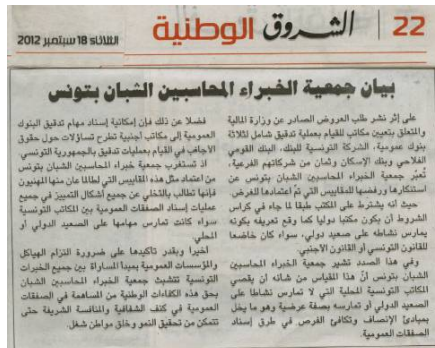 22 | الشروق الوطنية
الثلاثاء 18 سبتمبر 2012
بيان جمعية الخبراء المحاسبين الشبان بتونس
على إثر نشر طلب العروض الصادر عن وزارة المالية
والمتعلق بتعيين مكاتب للقيام بعملية تدقيق شامل لثلاثة
بنوك عمومية، الشركة التونسية للبنك، البنك القومي
الفلاحي وبنك الإسكان وثمان من شركاتهم الفرعية،
تعبّر جمعية الخبراء المحاسبين الشبان بتونس عن
استنكارها ورفضها للمقاييس التي تمّ اعتمادها للغرض
حيث أنه يشترط على المكتب طبقا لما جاء في كراس
الشروط أن يكون مكتبا دوليا كما وقع تعريفه بكونه
يمارس نشاطه على صعيد دولي، سواء كان خاضعا
للقانون التونسي أو القانون الأجنبي.
وفي هذا الصدد تشير جمعية الخبراء المحاسبين
الشبان بتونس أنّ هذا المقياس من شأنه أن يقصي
المكاتب التونسية المحلية التي لا تمارس نشاطا على
الصعيد الدولي أو تمارسه بصفة عرضية وهو ما يخل
بمبادئ الإنصاف وتكافئ الفرص في طرق إسناد
الصفقات العمومية.
فضلا عن ذلك فإن إمكانية إسناد مهام تدقيق البنوك
العمومية إلى مكاتب أجنبية تطرح تساؤلات حول حقوق
الأجانب في القيام بعمليات تدقيق بالجمهورية التونسية.
إذ تستغرب جمعية خبراء المحاسبين الشبان بتونس
من اعتماد مثل هذه المقاييس التي لطالما عان منها المهنيون
فإنها تطالب بالتخلي عن جميع أشكال التمييز في جميع
عمليات إسناد الصفقات العمومية بين المكاتب التونسية
سواء كانت تمارس مهامها على الصعيد الدولي أو
المحلي.
أخيرا وبقدر تأكيدها على ضرورة التزام الهياكل
والمؤسسات العمومية بمبدأ المساواة بين جميع الخبرات
التونسية تتشبث جمعية الخبراء المحاسبين الشبان
بحق هذه الكفاءات الوطنية من المساهمة في الصفقات
العمومية في كنف الشفافية والمنافسة الشريفة حتى
تتمكن من تحقيق النمو وخلق مواطن شغل.